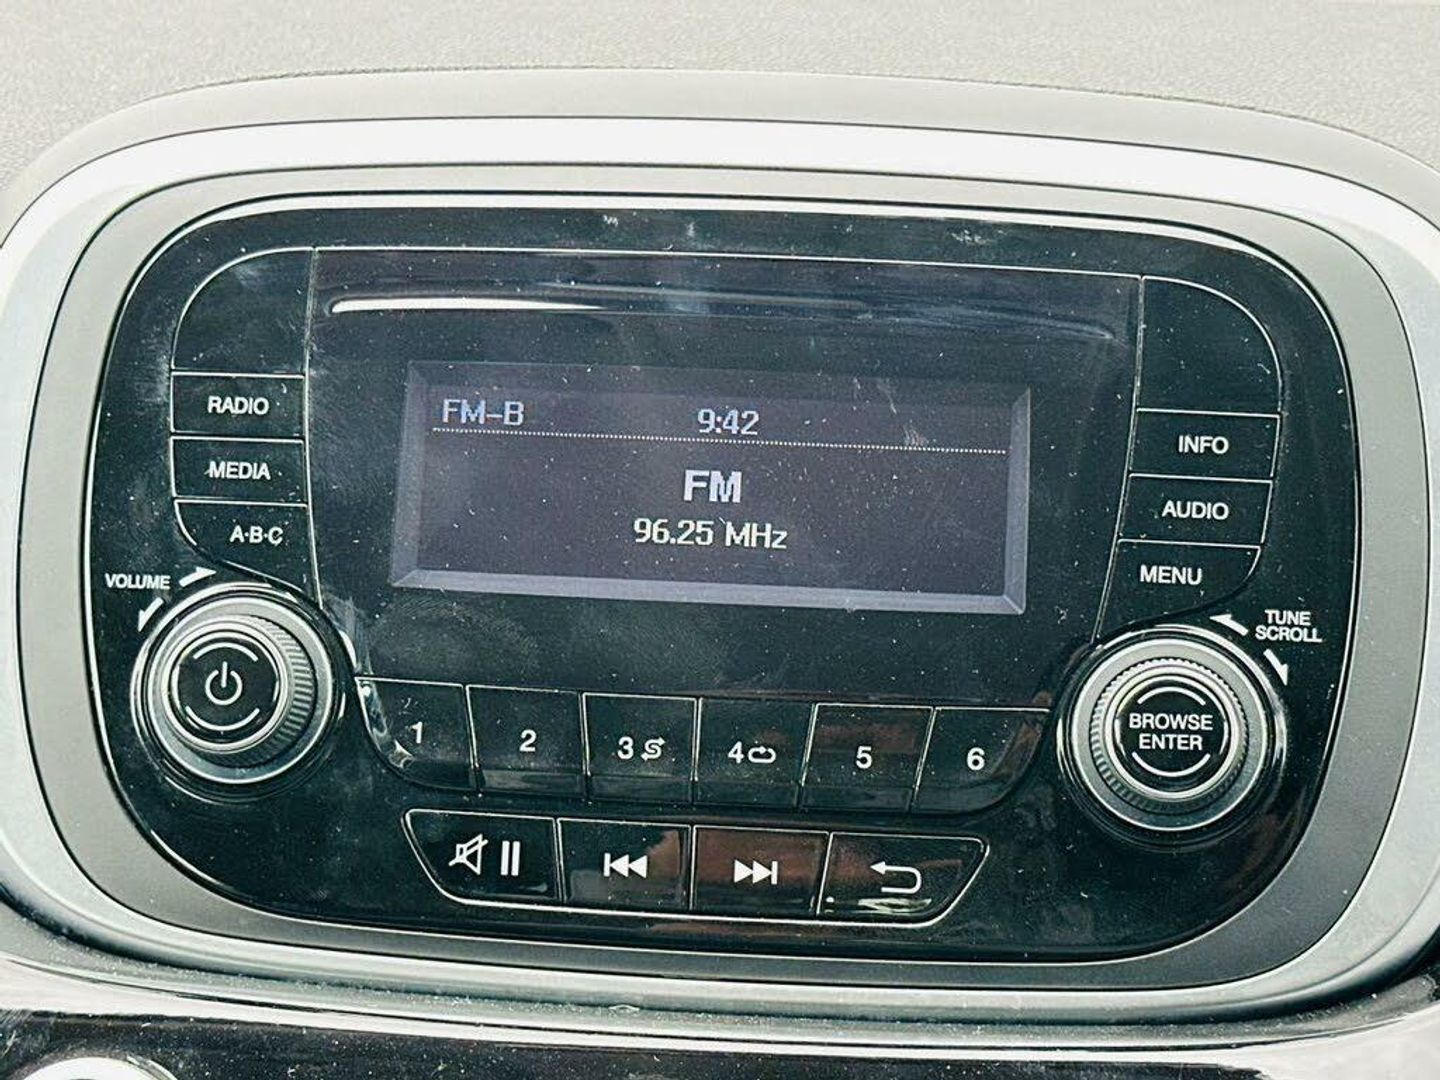 FM-B 9:42
FM
96.25 MHz
RADIO
MEDIA
A·B·C
VOLUME
INFO
AUDIO
MENU
TUNE
SCROLL
BROWSE
ENTER
1 2 3 4 5 6